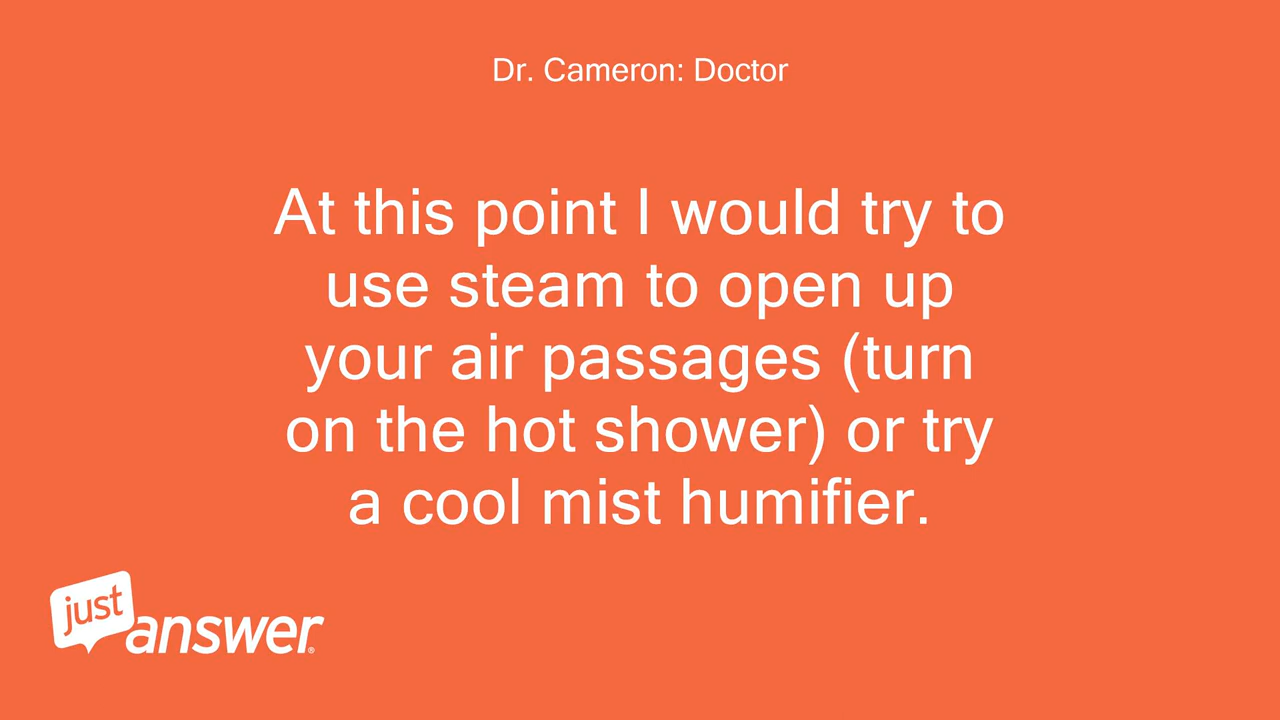 Dr. Cameron: Doctor
At this point I would try to
use steam to open up
your air passages (turn
on the hot shower) or try
a cool mist humifier.
just
answer®